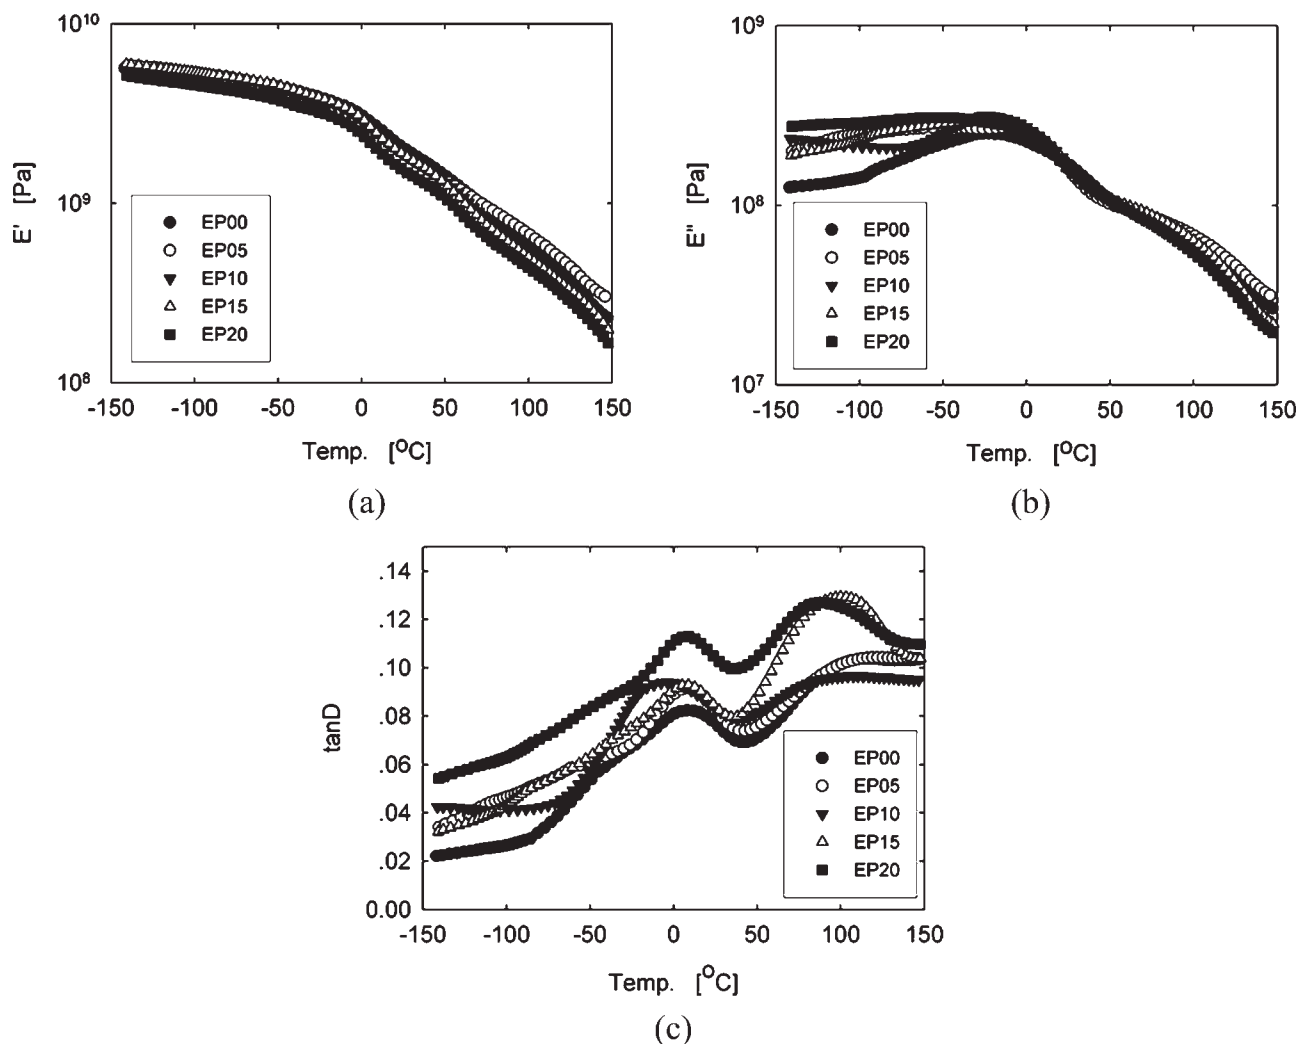 10¹⁰
10⁹
10⁸
E' [Pa]
EP00
EP05
EP10
EP15
EP20
-150 -100 -50 0 50 100 150
Temp. [°C]
(a)
10⁹
10⁸
10⁷
E'' [Pa]
EP00
EP05
EP10
EP15
EP20
-150 -100 -50 0 50 100 150
Temp. [°C]
(b)
.14
.12
.10
.08
.06
.04
.02
0.00
tanD
EP00
EP05
EP10
EP15
EP20
-150 -100 -50 0 50 100 150
Temp. [°C]
(c)